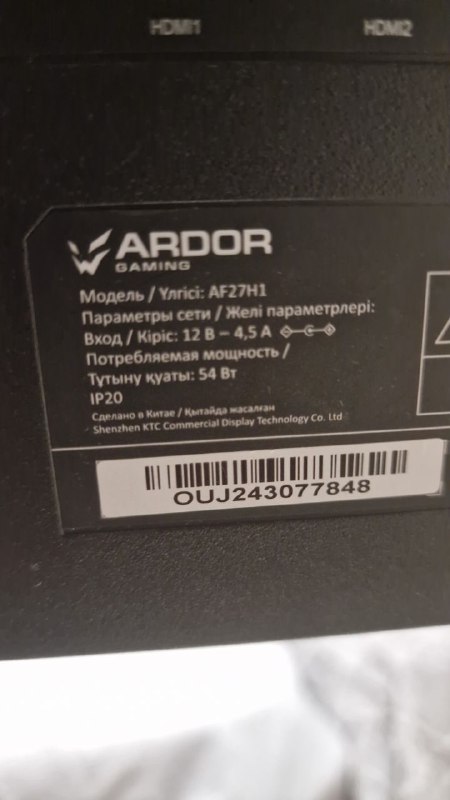 HDMI1 HDMI2
ARDOR
GAMING
Модель / Үлгісі: AF27H1
Параметры сети / Желі параметрлері:
Вход / Кіріс: 12 В – 4,5 А
Потребляемая мощность /
Тұтыну қуаты: 54 Вт
IP20
Сделано в Китае / Қытайда жасалған
Shenzhen KTC Commercial Display Technology Co. Ltd
OUJ243077848